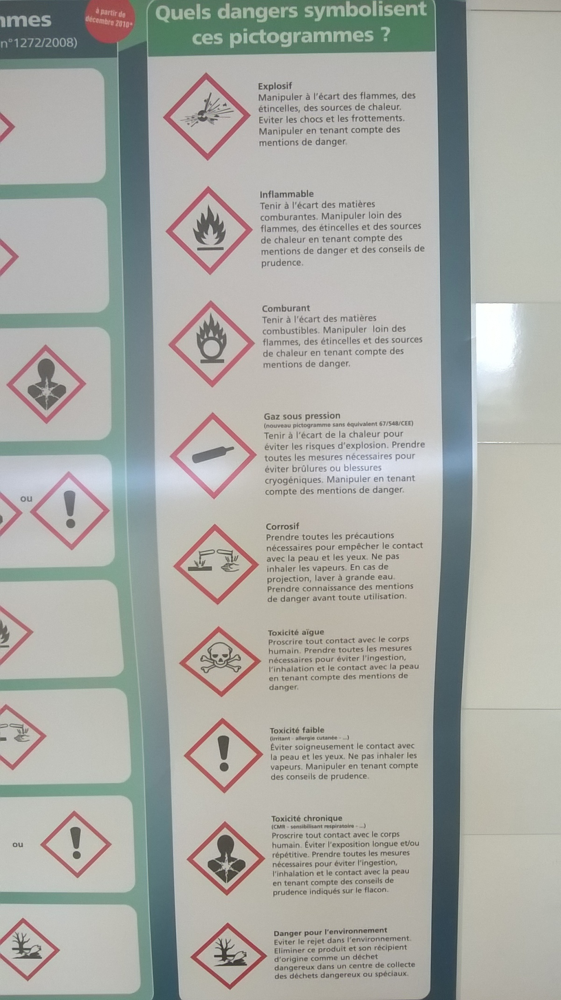 mmes
n°1272/2008)
à partir de
décembre 2010*
ou
ou
Quels dangers symbolisent
ces pictogrammes ?
Explosif
Manipuler à l'écart des flammes, des
étincelles, des sources de chaleur.
Eviter les chocs et les frottements.
Manipuler en tenant compte des
mentions de danger.
Inflammable
Tenir à l'écart des matières
comburantes. Manipuler loin des
flammes, des étincelles et des sources
de chaleur en tenant compte des
mentions de danger et des conseils de
prudence.
Comburant
Tenir à l'écart des matières
combustibles. Manipuler loin des
flammes, des étincelles et des sources
de chaleur en tenant compte des
mentions de danger.
Gaz sous pression
(nouveau pictogramme sans équivalent 67/548/CEE)
Tenir à l'écart de la chaleur pour
éviter les risques d'explosion. Prendre
toutes les mesures nécessaires pour
éviter brûlures ou blessures
cryogéniques. Manipuler en tenant
compte des mentions de danger.
Corrosif
Prendre toutes les précautions
nécessaires pour empêcher le contact
avec la peau et les yeux. Ne pas
inhaler les vapeurs. En cas de
projection, laver à grande eau.
Prendre connaissance des mentions
de danger avant toute utilisation.
Toxicité aïgue
Proscrire tout contact avec le corps
humain. Prendre toutes les mesures
nécessaires pour éviter l'ingestion,
l'inhalation et le contact avec la peau
en tenant compte des mentions de
danger.
Toxicité faible
(irritant - allergie cutanée - ...)
Éviter soigneusement le contact avec
la peau et les yeux. Ne pas inhaler les
vapeurs. Manipuler en tenant compte
des conseils de prudence.
Toxicité chronique
(CMR - sensibilisant respiratoire - ...)
Proscrire tout contact avec le corps
humain. Éviter l'exposition longue et/ou
répétitive. Prendre toutes les mesures
nécessaires pour éviter l'ingestion,
l'inhalation et le contact avec la peau
en tenant compte des conseils de
prudence indiqués sur le flacon.
Danger pour l'environnement
Eviter le rejet dans l'environnement.
Eliminer ce produit et son récipient
d'origine comme un déchet
dangereux dans un centre de collecte
des déchets dangereux ou spéciaux.